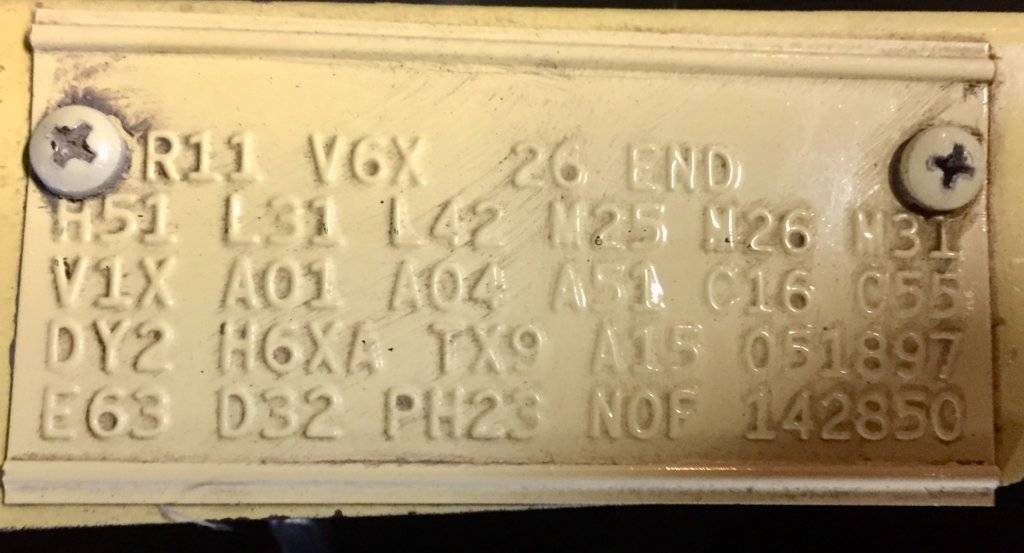 R11 V6X 26 END
H51 L31 L42 M25 M26 M31
V1X A01 A04 A51 C16 C55
DY2 H6XA TX9 A15 051897
E63 D32 PH23 N0F 142850